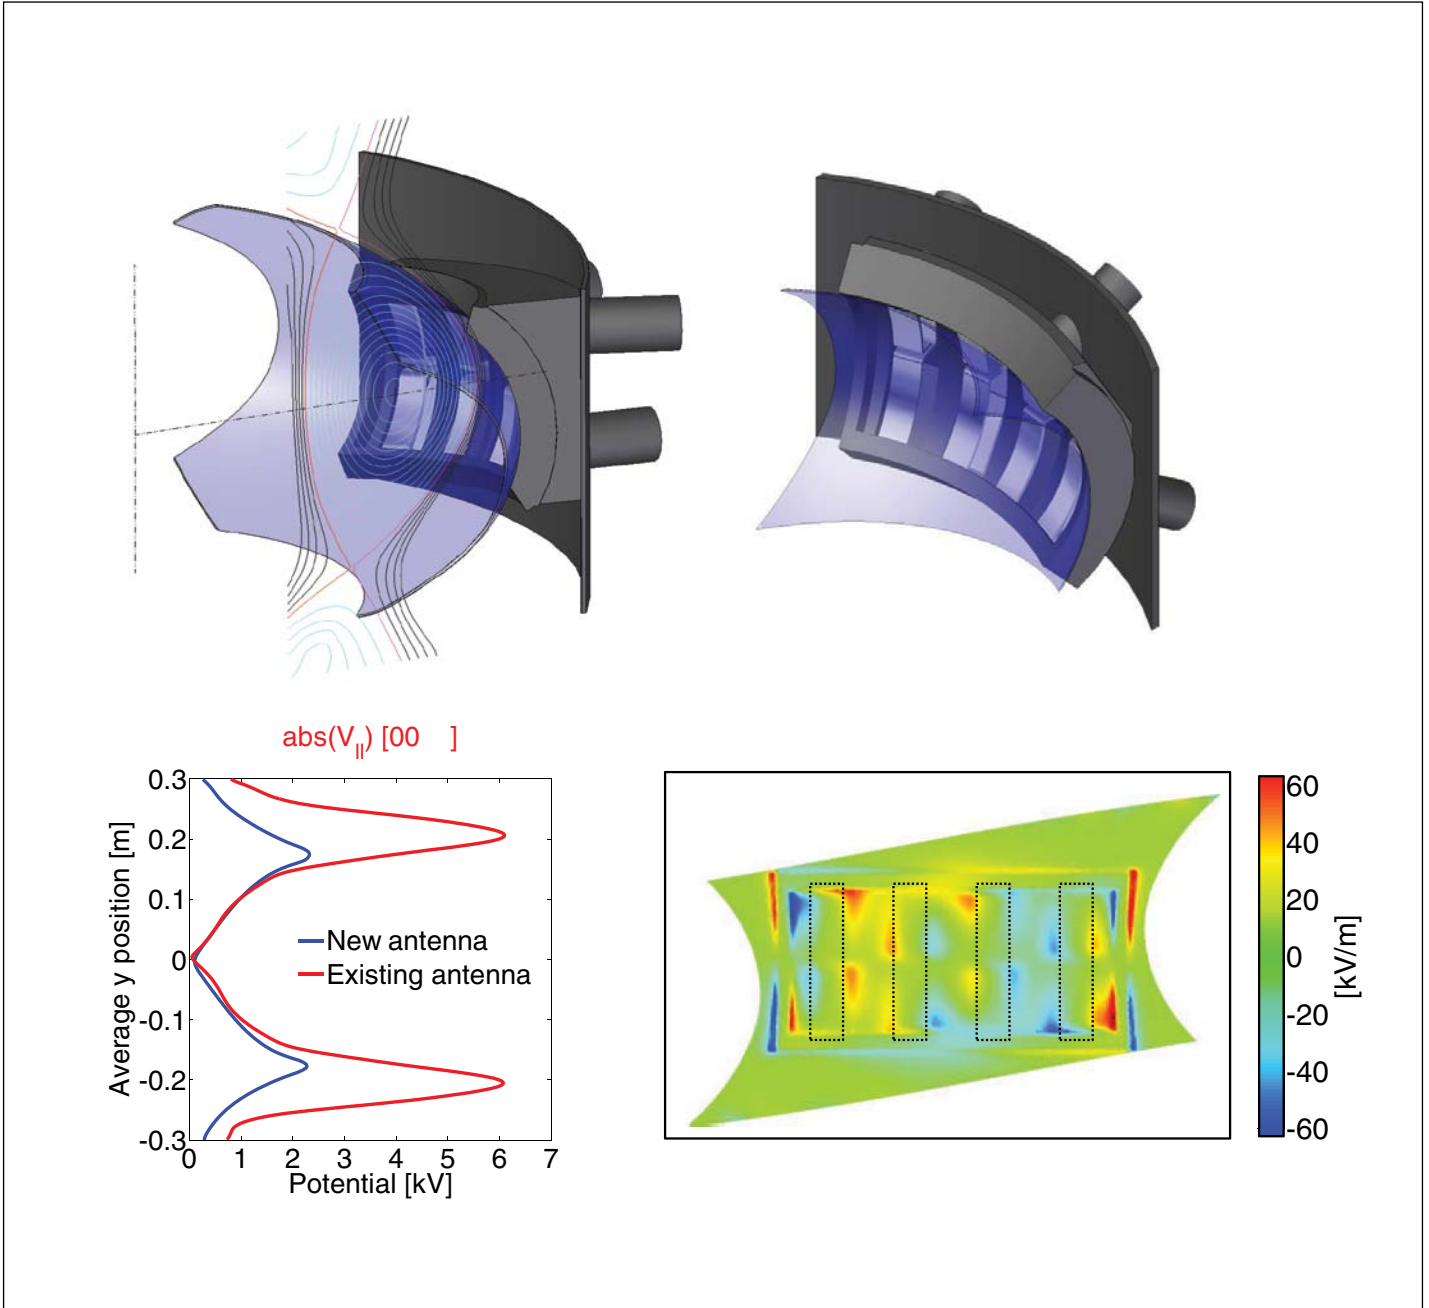 abs(V||) [00 ]
0.3
0.2
0.1
0
-0.1
-0.2
-0.3
Average y position [m]
New antenna
Existing antenna
0 1 2 3 4 5 6 7
Potential [kV]
60
40
20
0
-20
-40
-60
[kV/m]